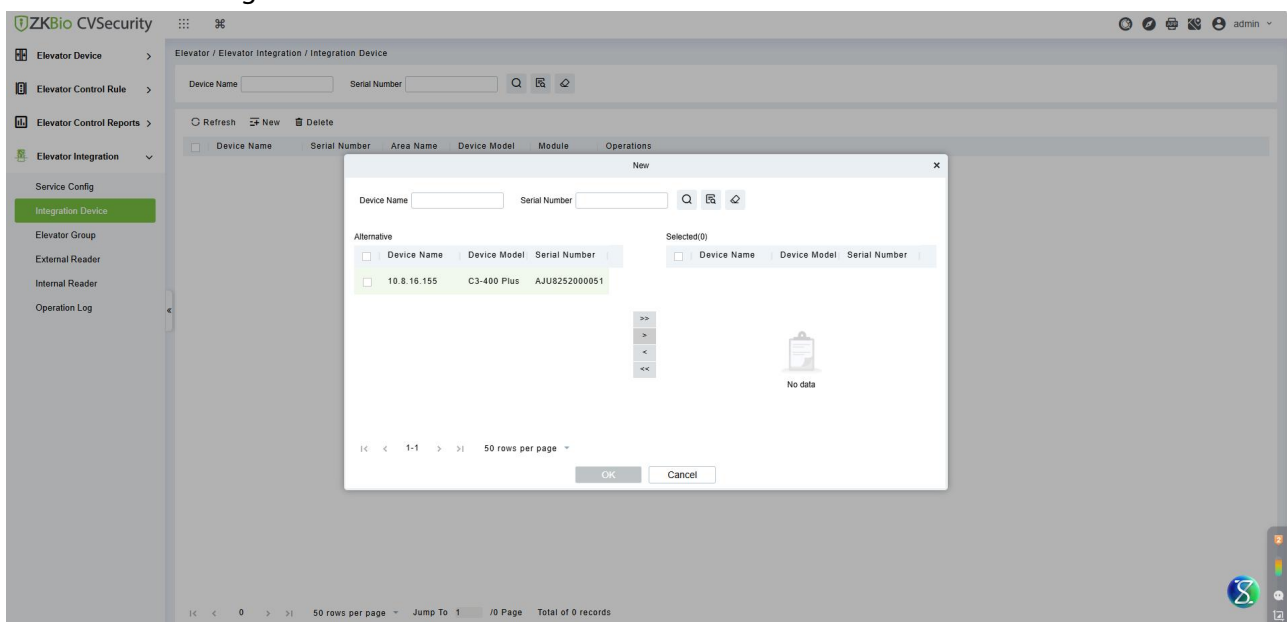 ZKBio CVSecurity
admin
Elevator Device >
Elevator Control Rule >
Elevator Control Reports >
Elevator Integration
Service Config
Integration Device
Elevator Group
External Reader
Internal Reader
Operation Log
Elevator / Elevator Integration / Integration Device
Device Name Serial Number
Refresh New Delete
Device Name Serial Number Area Name Device Model Module Operations
New
Device Name Serial Number
Alternative
Device Name Device Model Serial Number
10.8.16.155 C3-400 Plus AJU8252000051
>>
>
<
<<
Selected(0)
Device Name Device Model Serial Number
No data
|< < 1-1 > >| 50 rows per page
OK Cancel
|< < 0 > >| 50 rows per page Jump To 1 /0 Page Total of 0 records